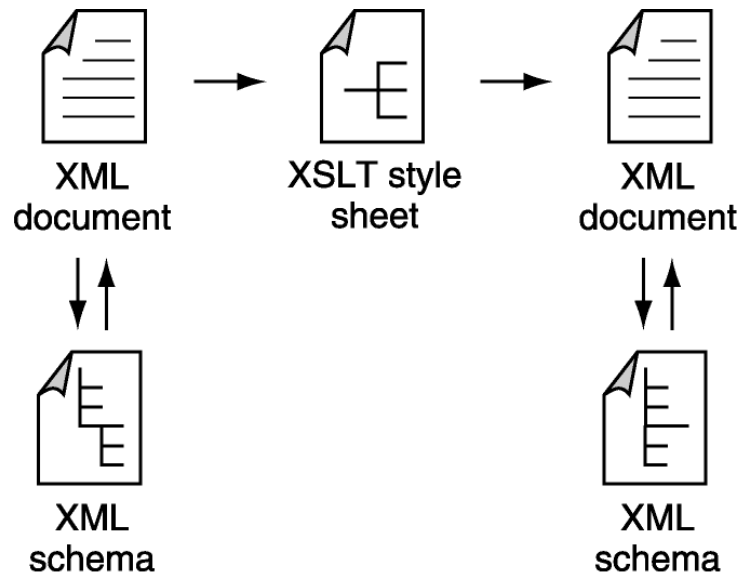 XML
document
XSLT style
sheet
XML
document
XML
schema
XML
schema